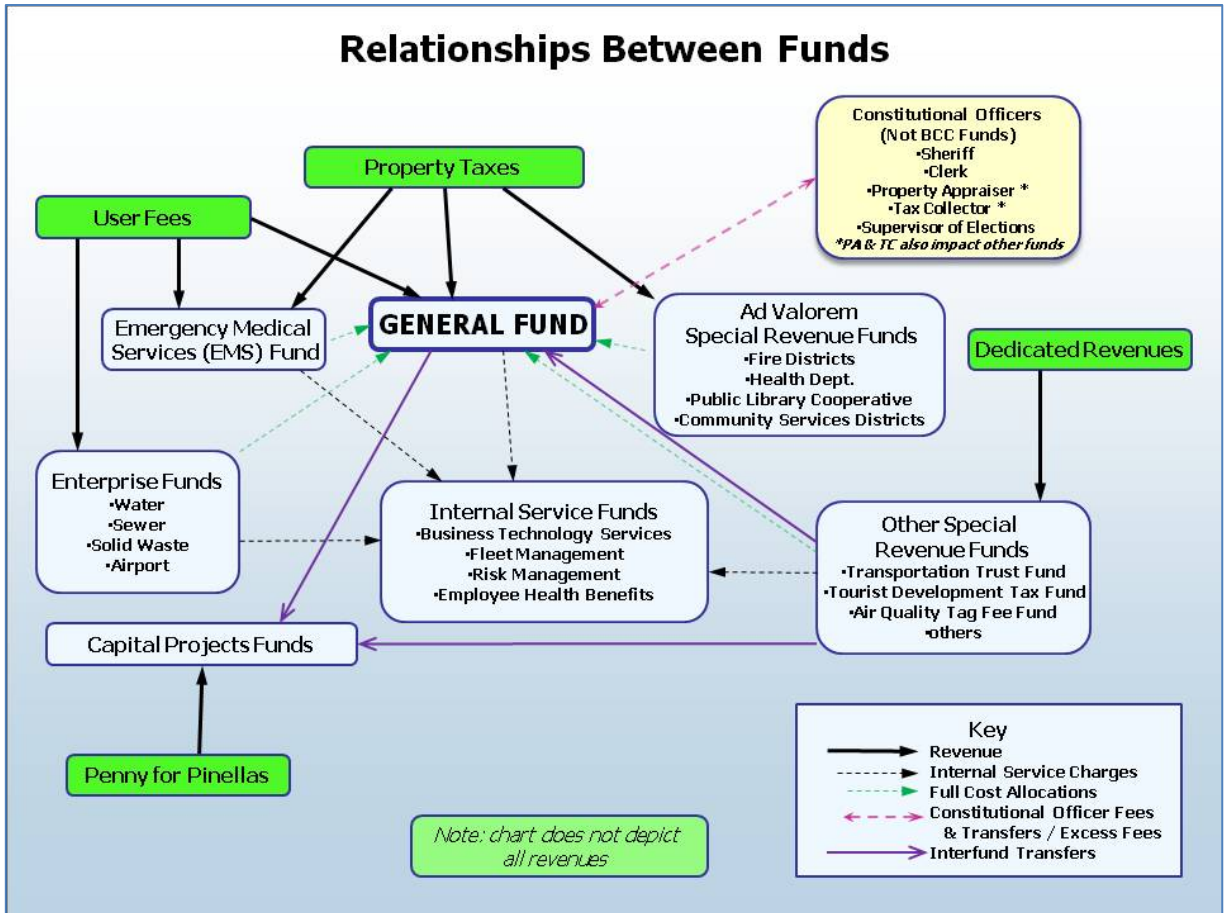 Relationships Between Funds
Constitutional Officers
(Not BCC Funds)
•Sheriff
•Clerk
•Property Appraiser *
•Tax Collector *
•Supervisor of Elections
*PA & TC also impact other funds
Property Taxes
User Fees
Emergency Medical
Services (EMS) Fund
GENERAL FUND
Ad Valorem
Special Revenue Funds
•Fire Districts
•Health Dept.
•Public Library Cooperative
•Community Services Districts
Dedicated Revenues
Enterprise Funds
•Water
•Sewer
•Solid Waste
•Airport
Internal Service Funds
•Business Technology Services
•Fleet Management
•Risk Management
•Employee Health Benefits
Other Special
Revenue Funds
•Transportation Trust Fund
•Tourist Development Tax Fund
•Air Quality Tag Fee Fund
•others
Capital Projects Funds
Penny for Pinellas
Note: chart does not depict
all revenues
Key
Revenue
Internal Service Charges
Full Cost Allocations
Constitutional Officer Fees
& Transfers / Excess Fees
Interfund Transfers